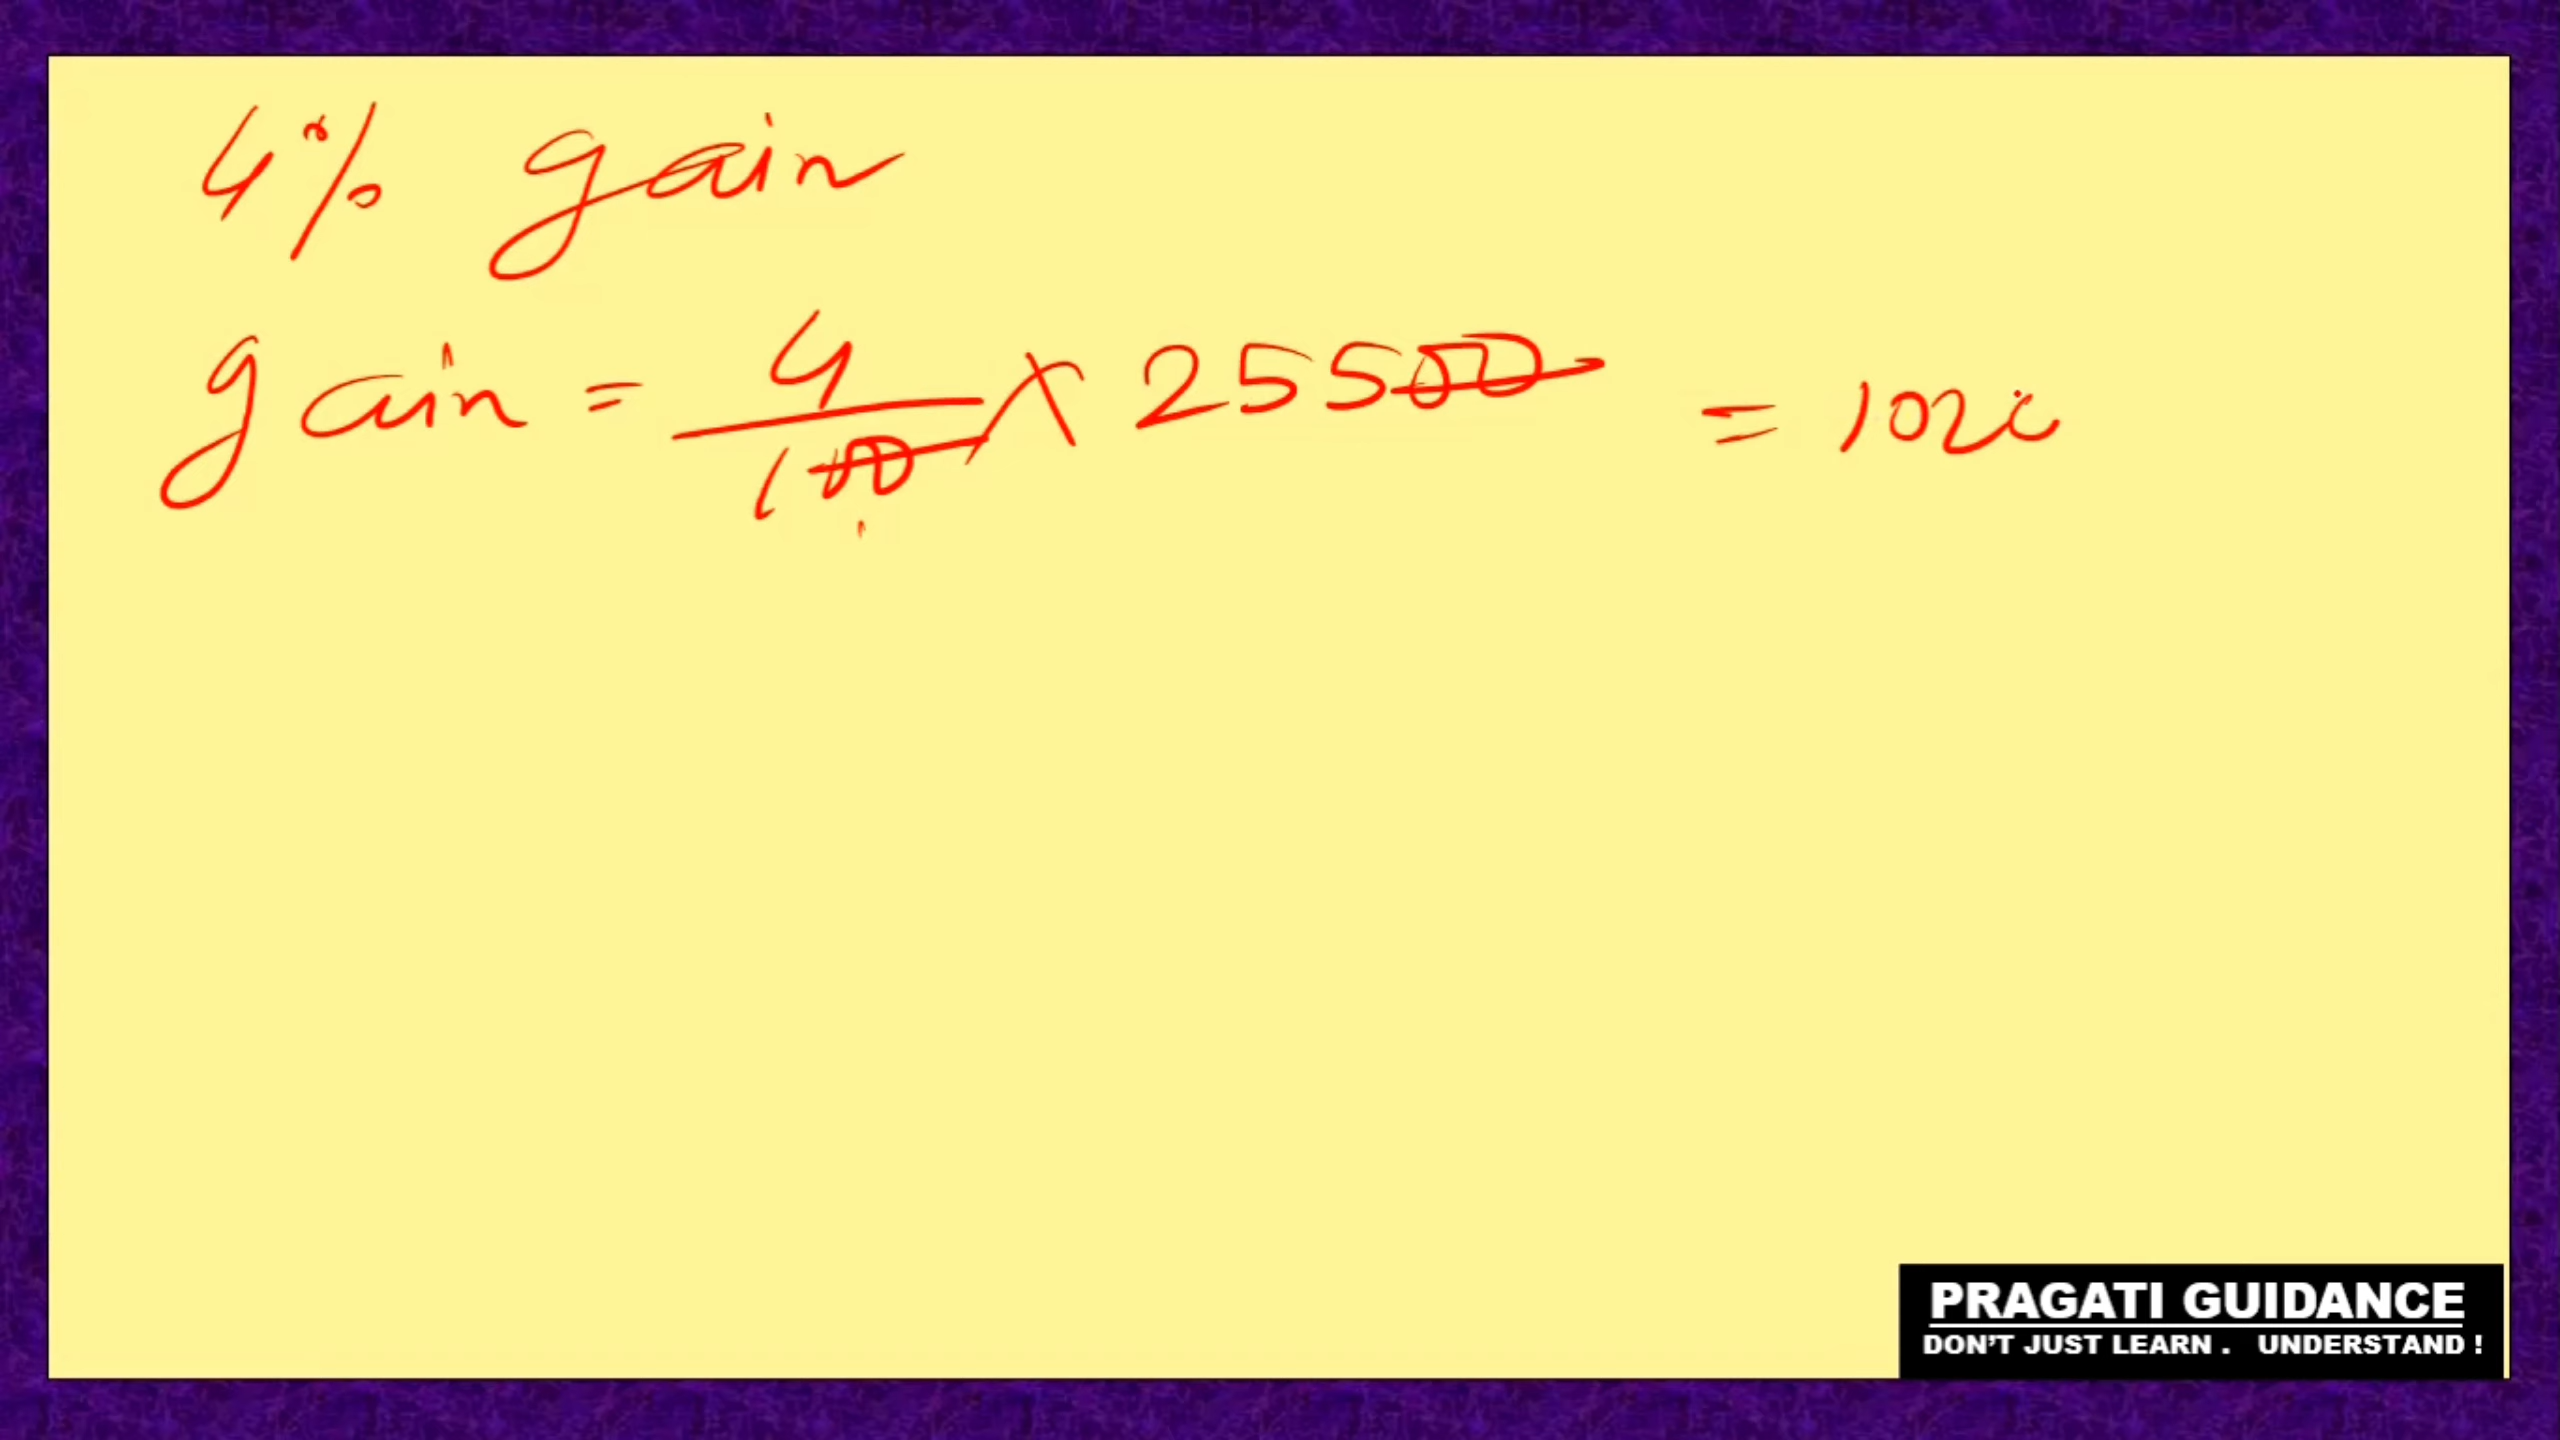 4% gain
gain = 4/100 × 25500 = 1020
PRAGATI GUIDANCE
DON'T JUST LEARN . UNDERSTAND !